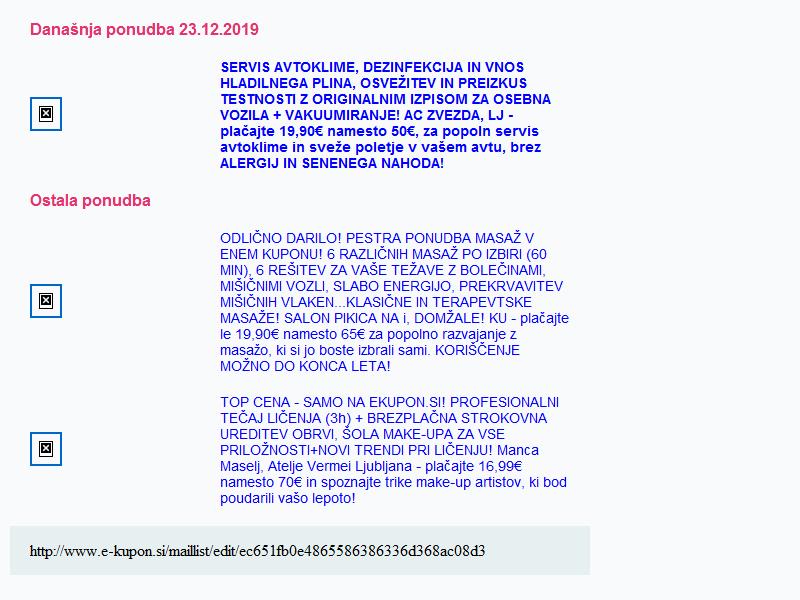 Današnja ponudba 23.12.2019
SERVIS AVTOKLIME, DEZINFEKCIJA IN VNOS
HLADILNEGA PLINA, OSVEŽITEV IN PREIZKUS
TESTNOSTI Z ORIGINALNIM IZPISOM ZA OSEBNA
VOZILA + VAKUUMIRANJE! AC ZVEZDA, LJ -
plačajte 19,90€ namesto 50€, za popoln servis
avtoklime in sveže poletje v vašem avtu, brez
ALERGIJ IN SENENEGA NAHODA!
Ostala ponudba
ODLIČNO DARILO! PESTRA PONUDBA MASAŽ V
ENEM KUPONU! 6 RAZLIČNIH MASAŽ PO IZBIRI (60
MIN), 6 REŠITEV ZA VAŠE TEŽAVE Z BOLEČINAMI,
MIŠIČNIMI VOZLI, SLABO ENERGIJO, PREKRVAVITEV
MIŠIČNIH VLAKEN...KLASIČNE IN TERAPEVTSKE
MASAŽE! SALON PIKICA NA i, DOMŽALE! KU - plačajte
le 19,90€ namesto 65€ za popolno razvajanje z
masažo, ki si jo boste izbrali sami. KORIŠČENJE
MOŽNO DO KONCA LETA!
TOP CENA - SAMO NA EKUPON.SI! PROFESIONALNI
TEČAJ LIČENJA (3h) + BREZPLAČNA STROKOVNA
UREDITEV OBRVI, ŠOLA MAKE-UPA ZA VSE
PRILOŽNOSTI+NOVI TRENDI PRI LIČENJU! Manca
Maselj, Atelje Vermei Ljubljana - plačajte 16,99€
namesto 70€ in spoznajte trike make-up artistov, ki bod
poudarili vašo lepoto!
http://www.e-kupon.si/maillist/edit/ec651fb0e4865586386336d368ac08d3